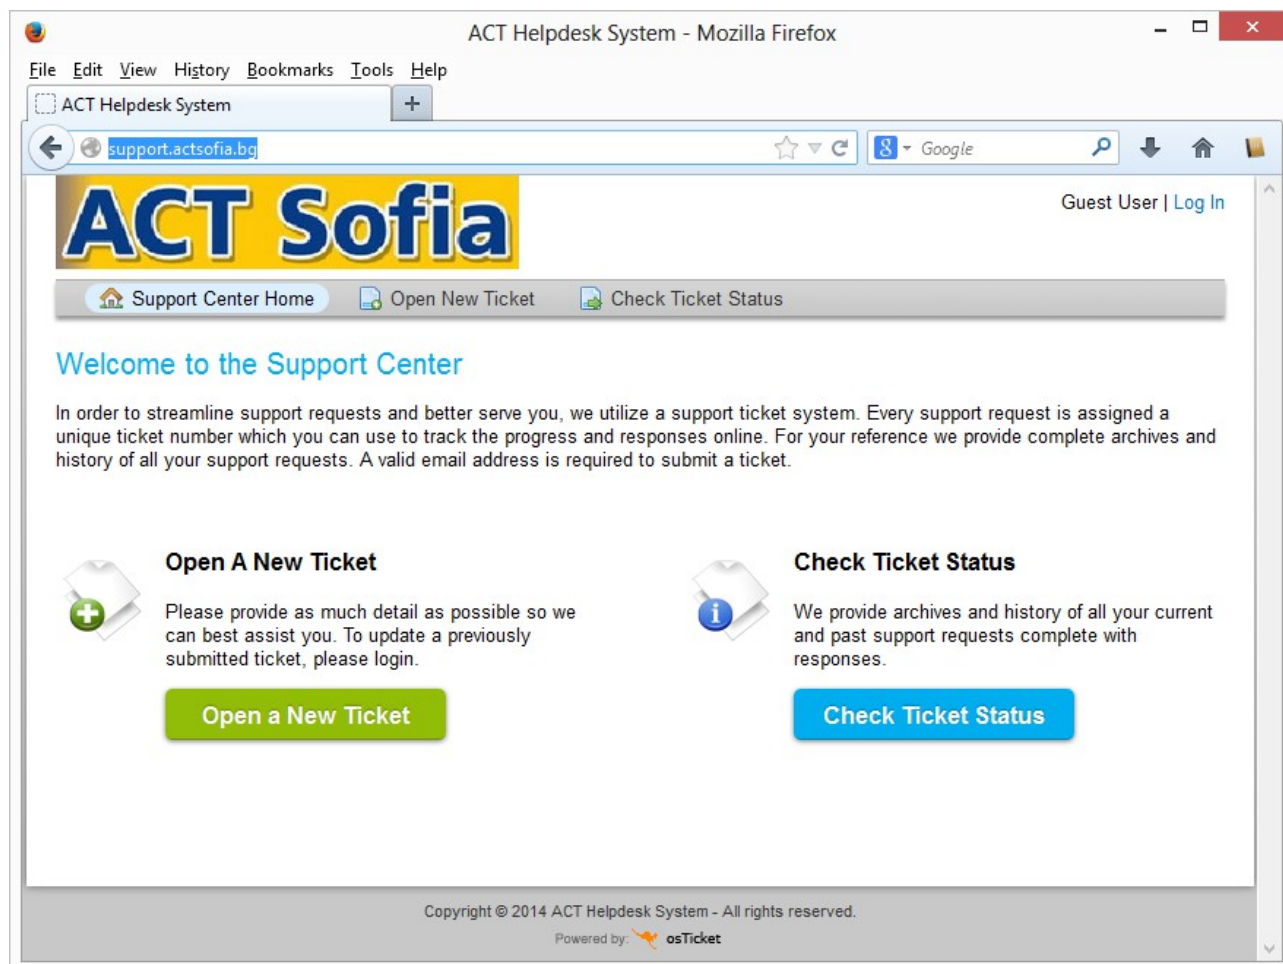 ACT Helpdesk System - Mozilla Firefox
File Edit View History Bookmarks Tools Help
ACT Helpdesk System
support.actsofia.bg
Google
ACT Sofia
Guest User | Log In
Support Center Home
Open New Ticket
Check Ticket Status
Welcome to the Support Center
In order to streamline support requests and better serve you, we utilize a support ticket system. Every support request is assigned a
unique ticket number which you can use to track the progress and responses online. For your reference we provide complete archives and
history of all your support requests. A valid email address is required to submit a ticket.
Open A New Ticket
Please provide as much detail as possible so we
can best assist you. To update a previously
submitted ticket, please login.
Open a New Ticket
Check Ticket Status
We provide archives and history of all your current
and past support requests complete with
responses.
Check Ticket Status
Copyright © 2014 ACT Helpdesk System - All rights reserved.
Powered by: osTicket